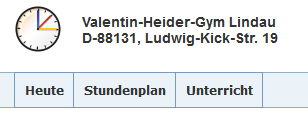 Valentin-Heider-Gym Lindau
D-88131, Ludwig-Kick-Str. 19
Heute Stundenplan Unterricht